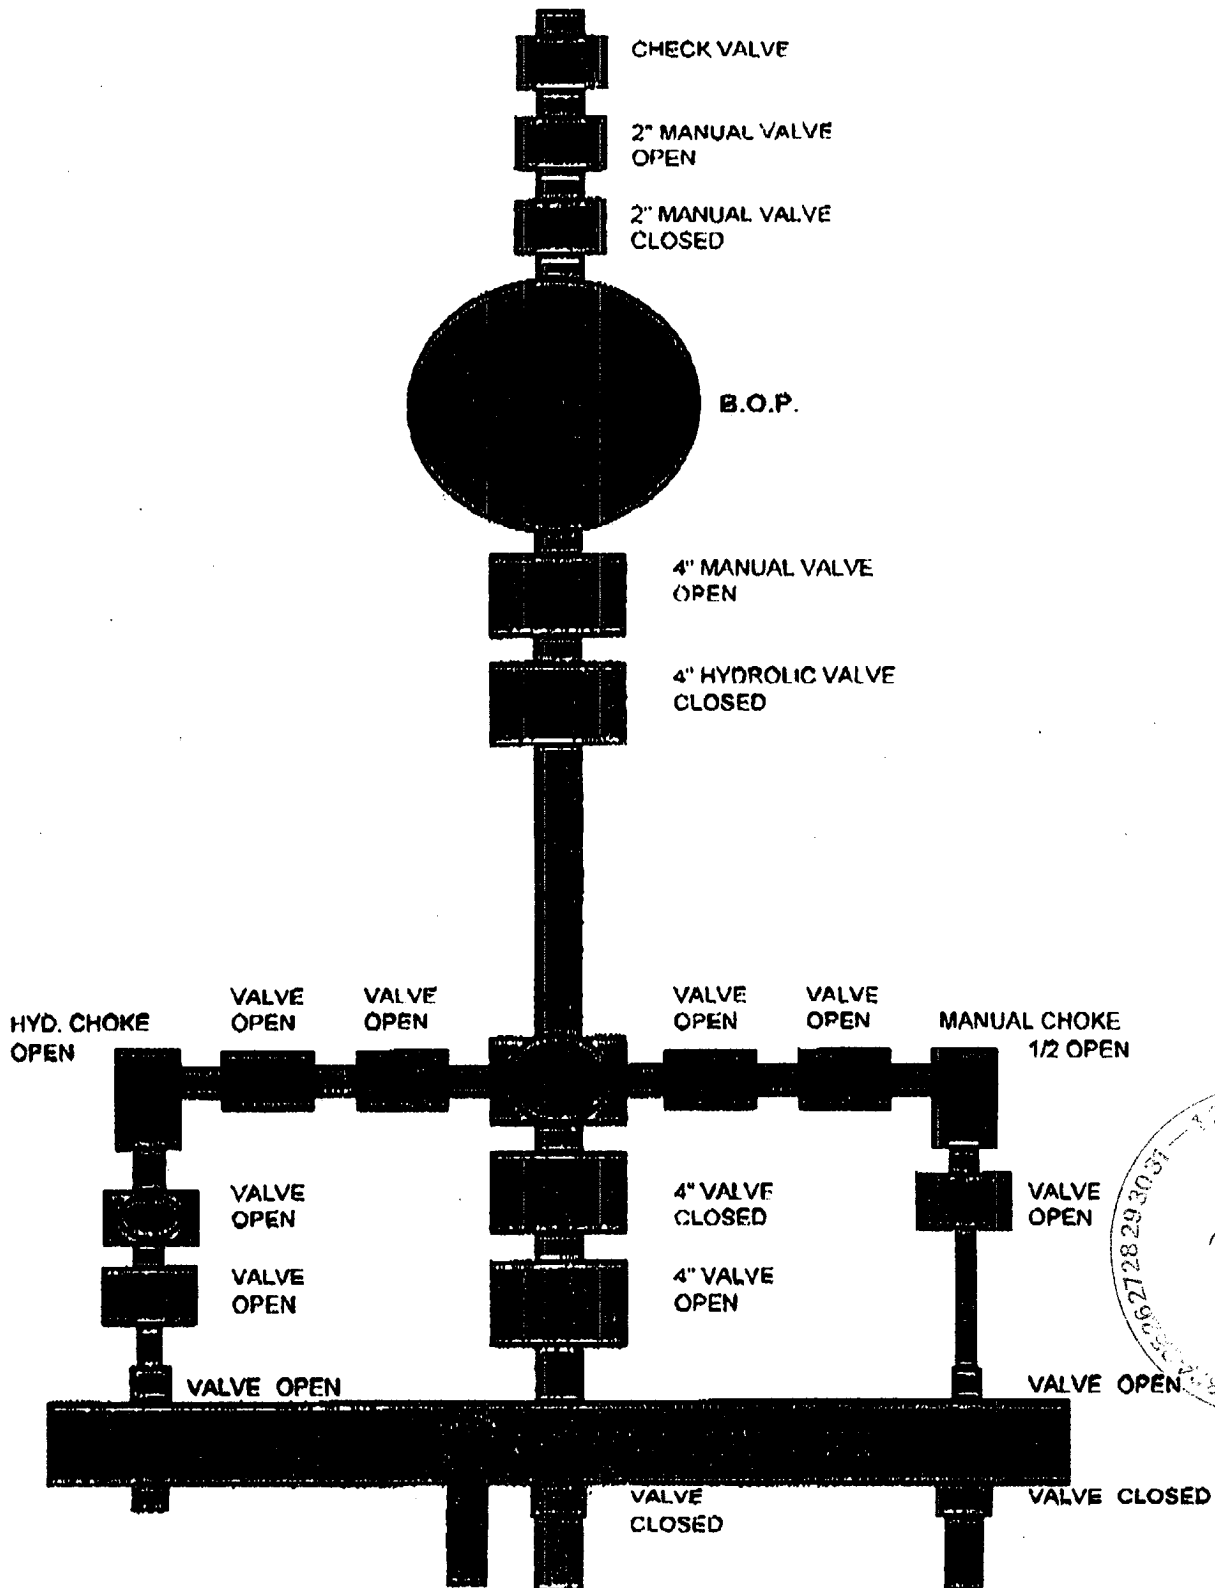 CHECK VALVE
2" MANUAL VALVE
OPEN
2" MANUAL VALVE
CLOSED
B.O.P.
4" MANUAL VALVE
OPEN
4" HYDROLIC VALVE
CLOSED
HYD. CHOKE
OPEN
VALVE
OPEN
VALVE
OPEN
VALVE
OPEN
VALVE
OPEN
MANUAL CHOKE
1/2 OPEN
VALVE
OPEN
4" VALVE
CLOSED
VALVE
OPEN
VALVE
OPEN
4" VALVE
OPEN
VALVE OPEN
VALVE OPEN
VALVE
CLOSED
VALVE CLOSED
262728293031